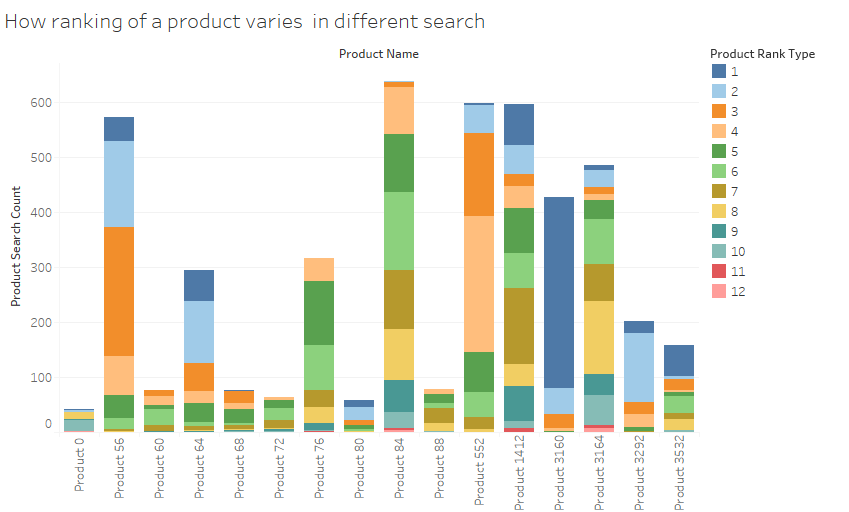 How ranking of a product varies  in different search
Product Name
Product Rank Type
1
2
3
4
5
6
7
8
9
10
11
12
Product Search Count
600
500
400
300
200
100
0
Product 0
Product 56
Product 60
Product 64
Product 68
Product 72
Product 76
Product 80
Product 84
Product 88
Product 552
Product 1412
Product 3160
Product 3164
Product 3292
Product 3532